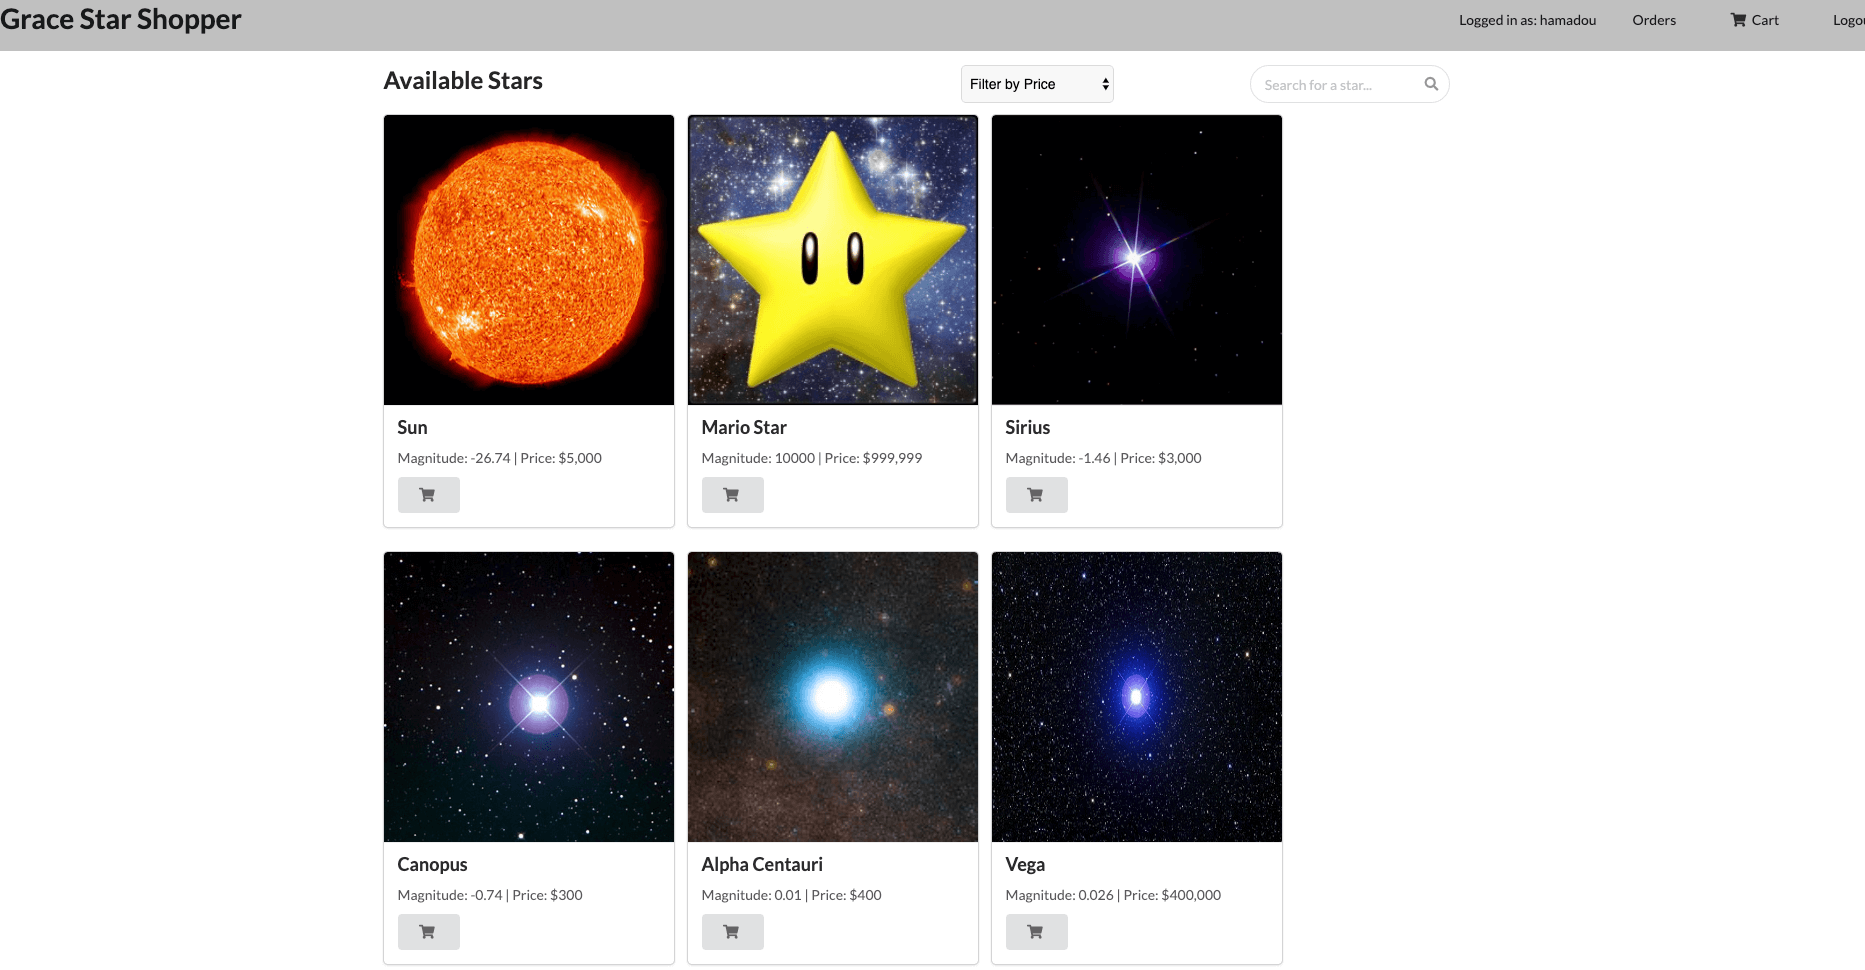 Grace Star Shopper
Logged in as: hamadou
Orders
Cart
Logou
Available Stars
Filter by Price
Search for a star...
Sun
Magnitude: -26.74 | Price: $5,000
Mario Star
Magnitude: 10000 | Price: $999,999
Sirius
Magnitude: -1.46 | Price: $3,000
Canopus
Magnitude: -0.74 | Price: $300
Alpha Centauri
Magnitude: 0.01 | Price: $400
Vega
Magnitude: 0.026 | Price: $400,000